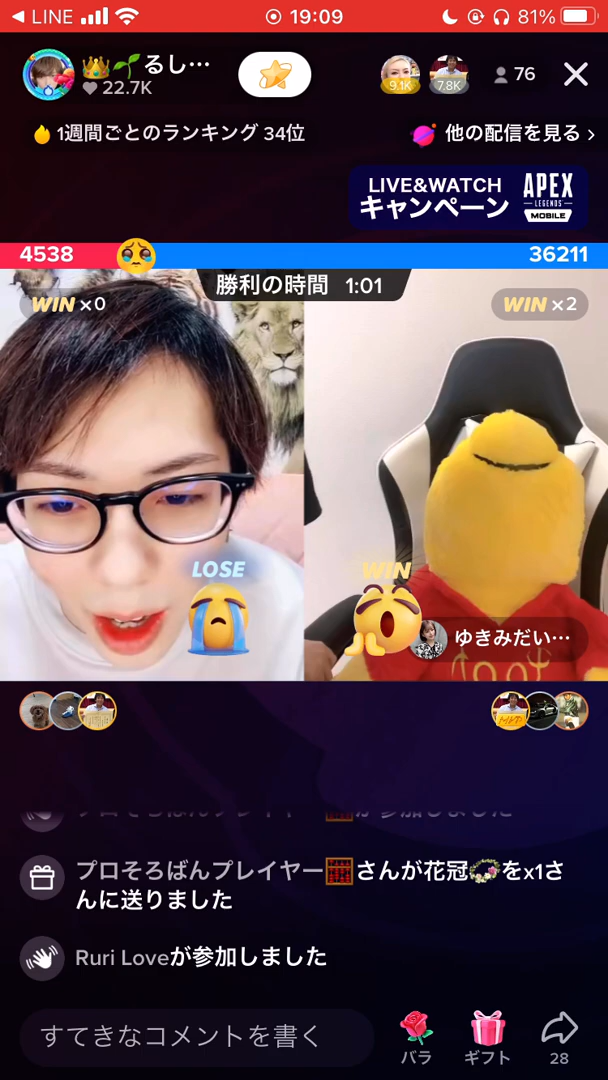 LINE 19:09 81%
るし…
22.7K
9.1K 7.8K 76
1週間ごとのランキング 34位
他の配信を見る
LIVE&WATCH
キャンペーン
APEX
LEGENDS
MOBILE
4538 36211
勝利の時間 1:01
WIN x0
WIN x2
LOSE
WIN
ゆきみだい…
プロそろばんプレイヤー🧮さんが花冠をx1さ
んに送りました
Ruri Loveが参加しました
すてきなコメントを書く
バラ
ギフト
28